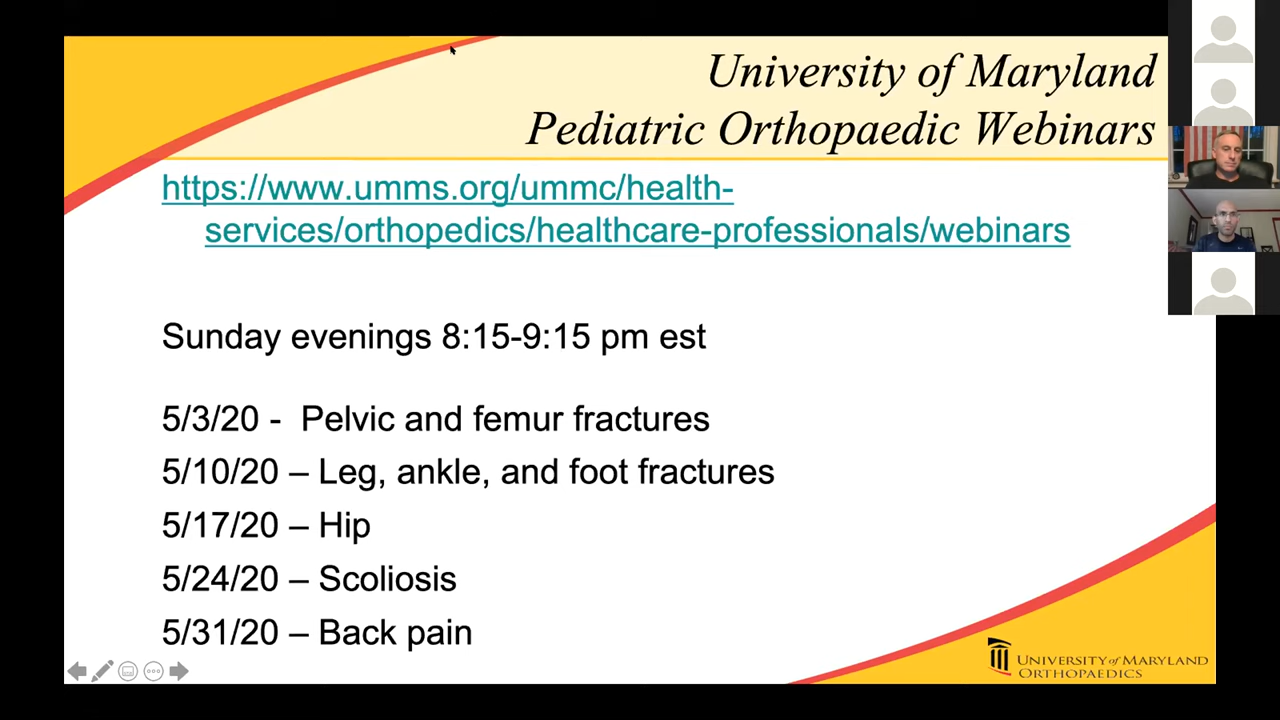 University of Maryland
Pediatric Orthopaedic Webinars
https://www.umms.org/ummc/health-
services/orthopedics/healthcare-professionals/webinars
Sunday evenings 8:15-9:15 pm est
5/3/20 - Pelvic and femur fractures
5/10/20 – Leg, ankle, and foot fractures
5/17/20 – Hip
5/24/20 – Scoliosis
5/31/20 – Back pain
UNIVERSITY of MARYLAND
ORTHOPAEDICS